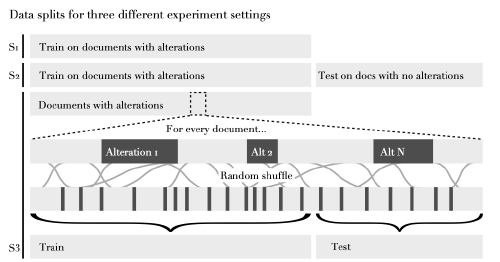 Data splits for three different experiment settings
S1 Train on documents with alterations
S2 Train on documents with alterations Test on docs with no alterations
Documents with alterations
For every document...
Alteration 1 Alt 2 Alt N
Random shuffle
S3 Train Test